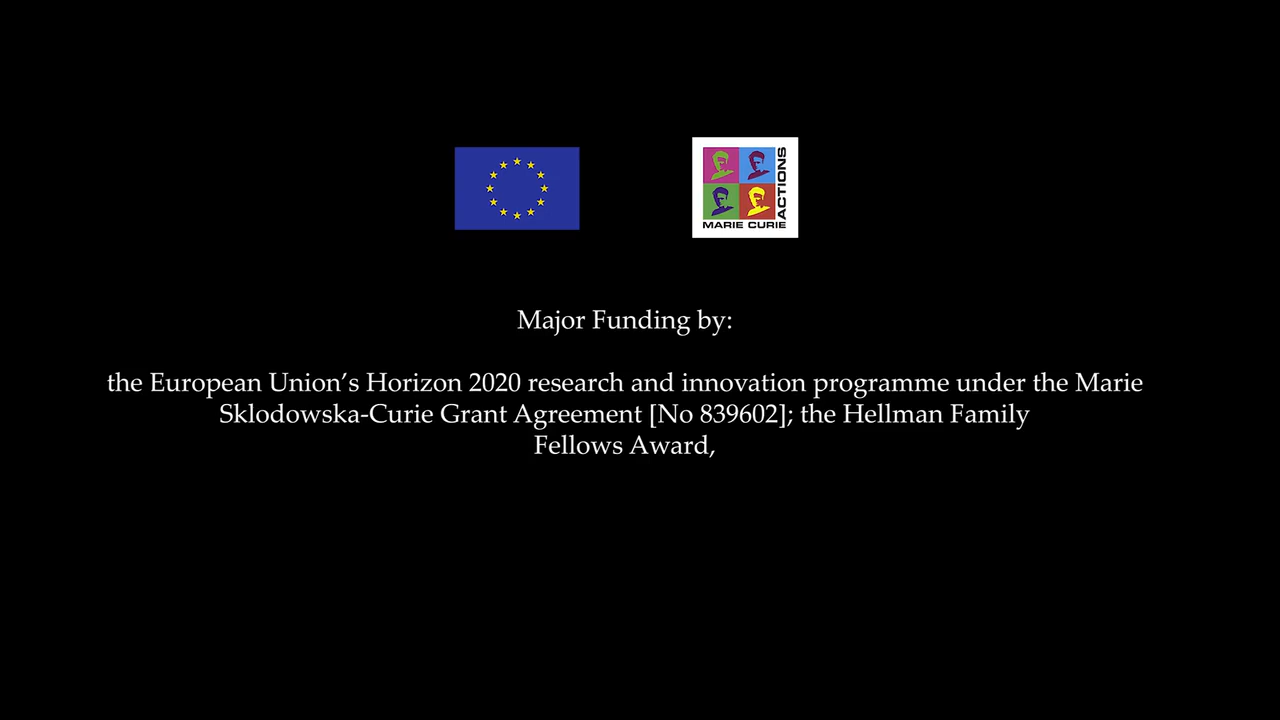 MARIE CURIE
ACTIONS
Major Funding by:
the European Union’s Horizon 2020 research and innovation programme under the Marie
Sklodowska-Curie Grant Agreement [No 839602]; the Hellman Family
Fellows Award,